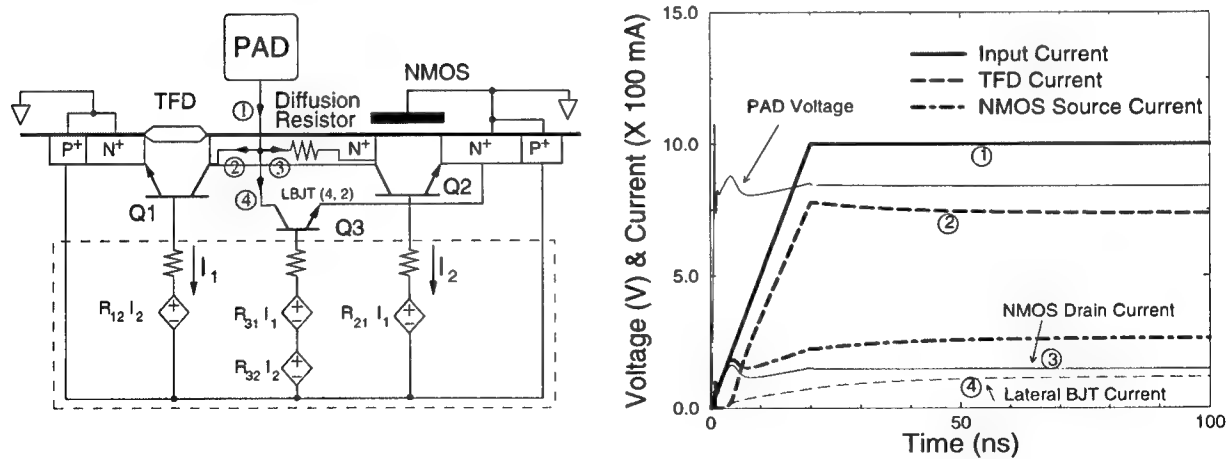 PAD
NMOS
TFD
①
Diffusion
Resistor
P⁺
N⁺
②
③
N⁺
N⁺
P⁺
④
LBJT (4, 2)
Q1
Q2
Q3
I₁
I₂
R₁₂ I₂
R₃₁ I₁
R₂₁ I₁
R₃₂ I₂
+
−
+
−
+
−
+
−
Voltage (V) & Current (X 100 mA)
15.0
10.0
5.0
0.0
Input Current
TFD Current
NMOS Source Current
PAD Voltage
①
②
NMOS Drain Current
③
④
Lateral BJT Current
0
50
100
Time (ns)